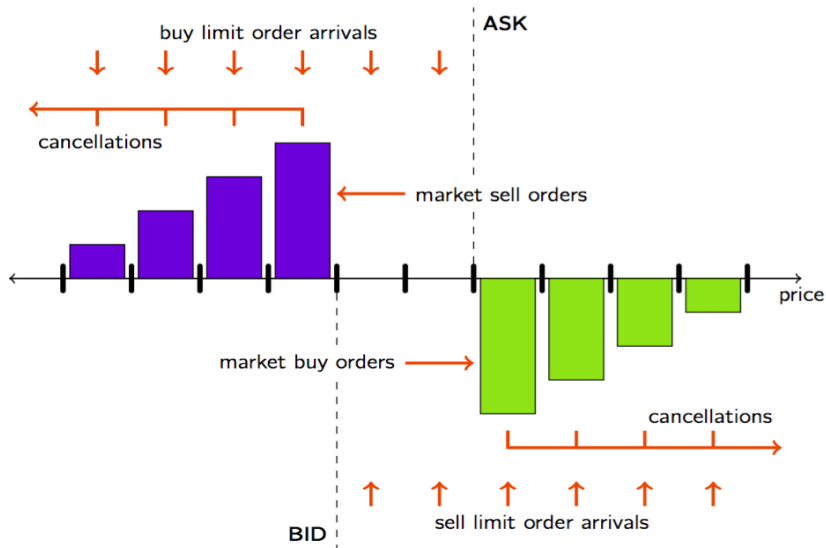 ASK
buy limit order arrivals
cancellations
market sell orders
price
market buy orders
cancellations
sell limit order arrivals
BID